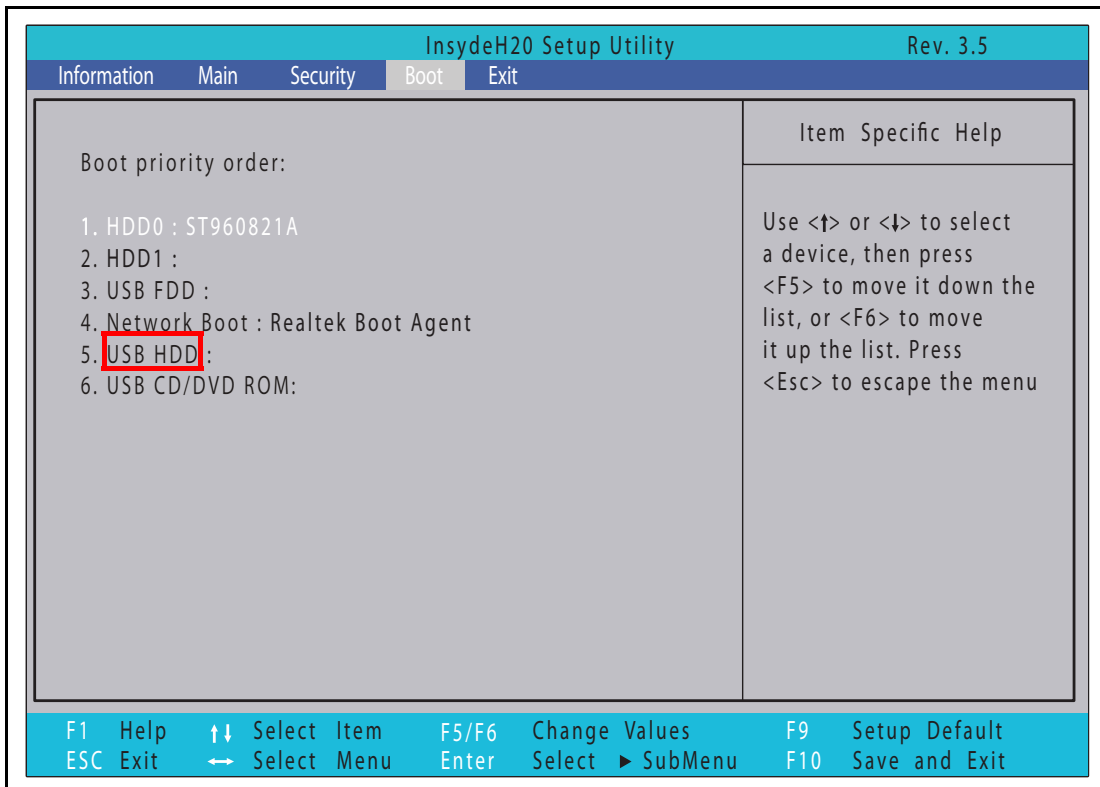 InsydeH20 Setup Utility Rev. 3.5
Information Main Security Boot Exit
Boot priority order:
1. HDD0 : ST960821A
2. HDD1 :
3. USB FDD :
4. Network Boot : Realtek Boot Agent
5. USB HDD :
6. USB CD/DVD ROM:
Item Specific Help
Use <↑> or <↓> to select
a device, then press
<F5> to move it down the
list, or <F6> to move
it up the list. Press
<Esc> to escape the menu
F1 Help ↑↓ Select Item F5/F6 Change Values F9 Setup Default
ESC Exit ↔ Select Menu Enter Select ▶ SubMenu F10 Save and Exit